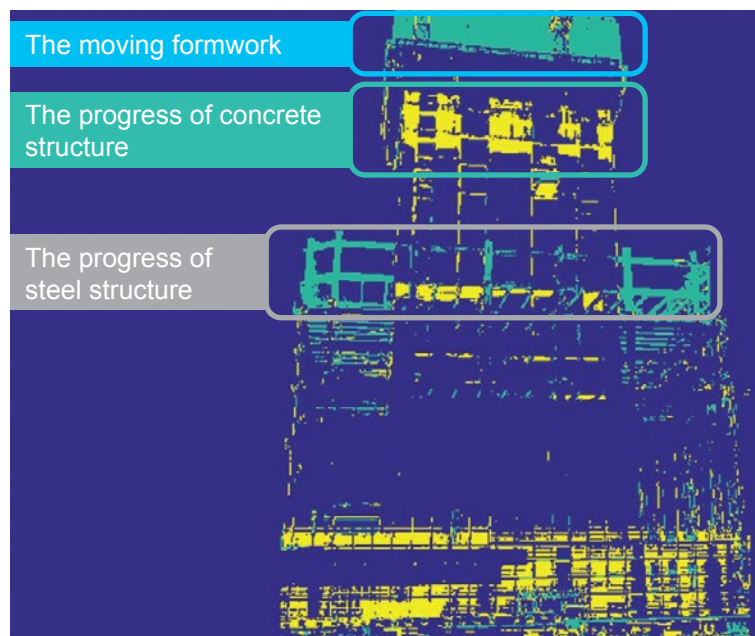 The moving formwork
The progress of concrete
structure
The progress of
steel structure